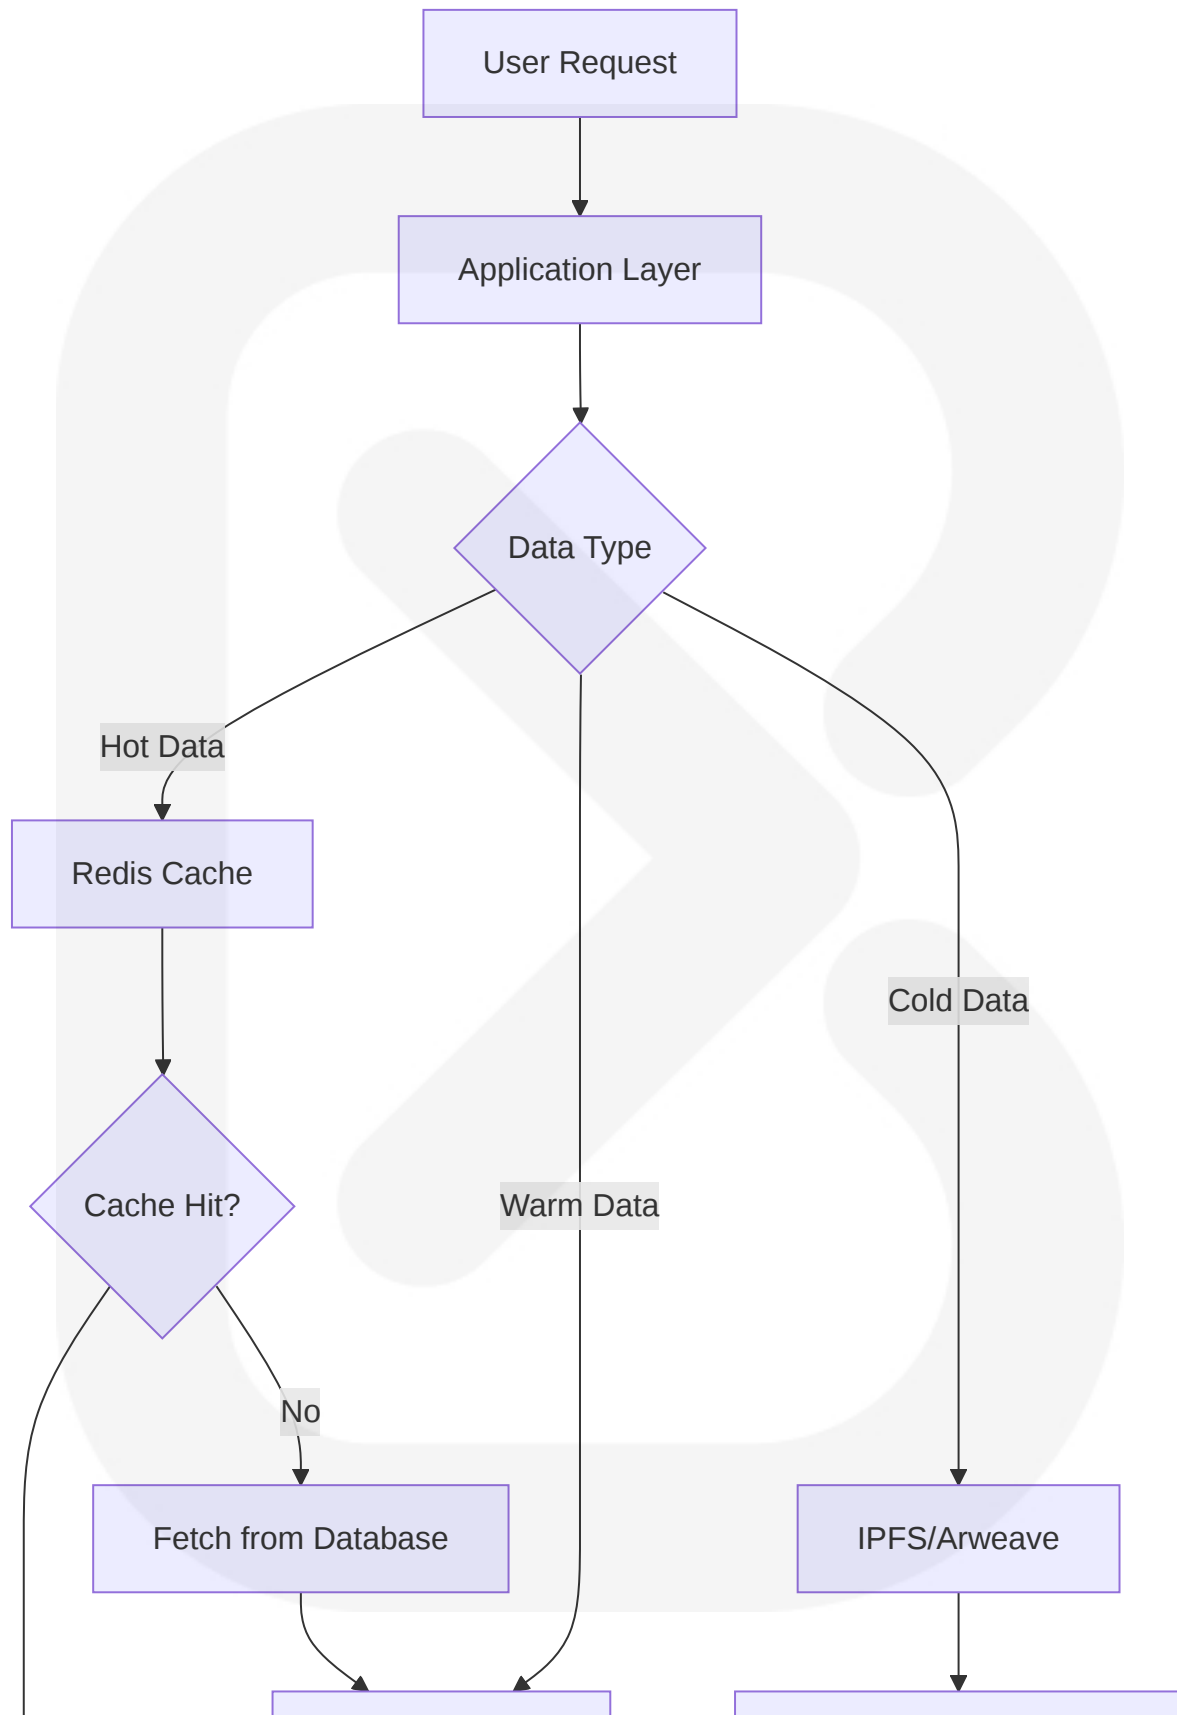 User Request
Application Layer
Data Type
Hot Data
Redis Cache
Cold Data
Cache Hit?
Warm Data
No
Fetch from Database
IPFS/Arweave